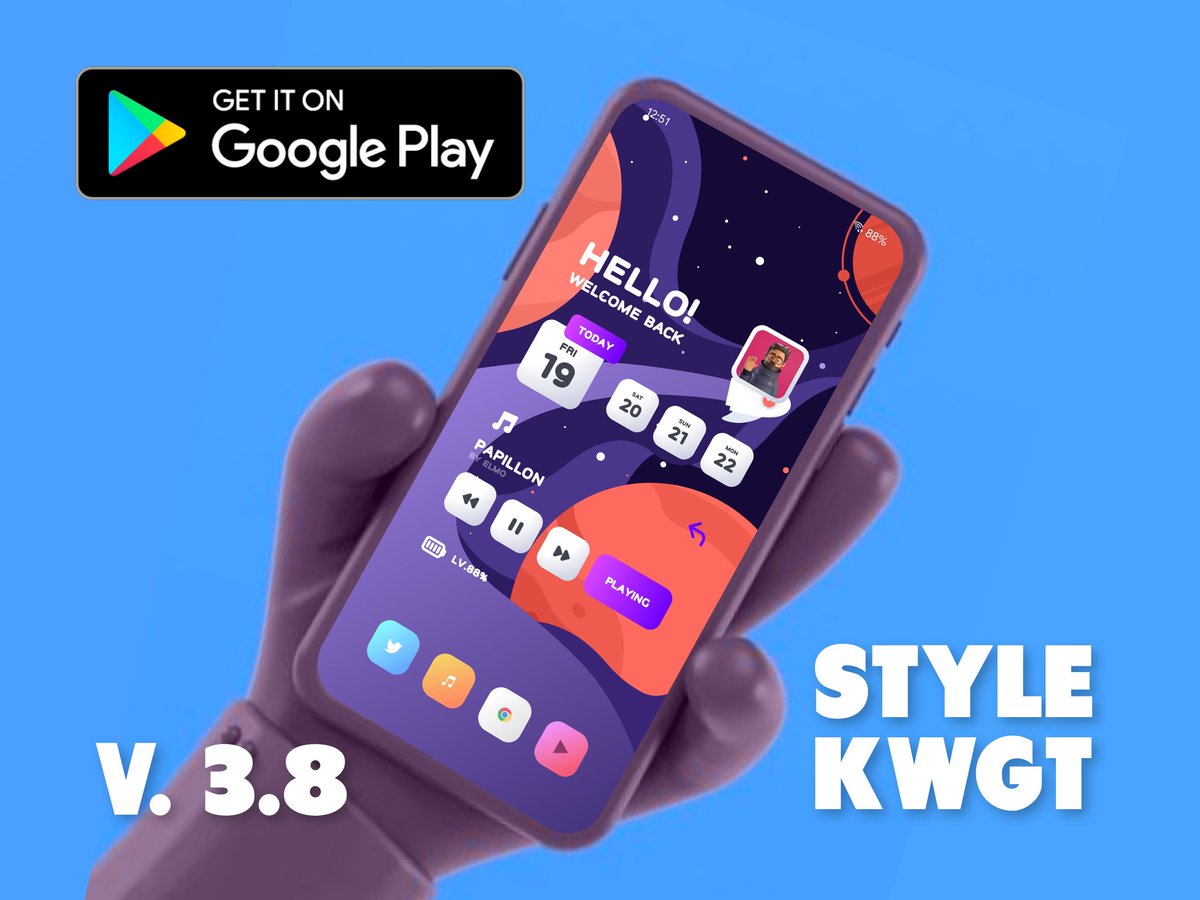 GET IT ON
Google Play
12:51
88%
HELLO!
WELCOME BACK
TODAY
FRI
19
SAT
20
SUN
21
MON
22
PAPILLON
BY ELMO
PLAYING
LV.88%
STYLE
KWGT
V. 3.8